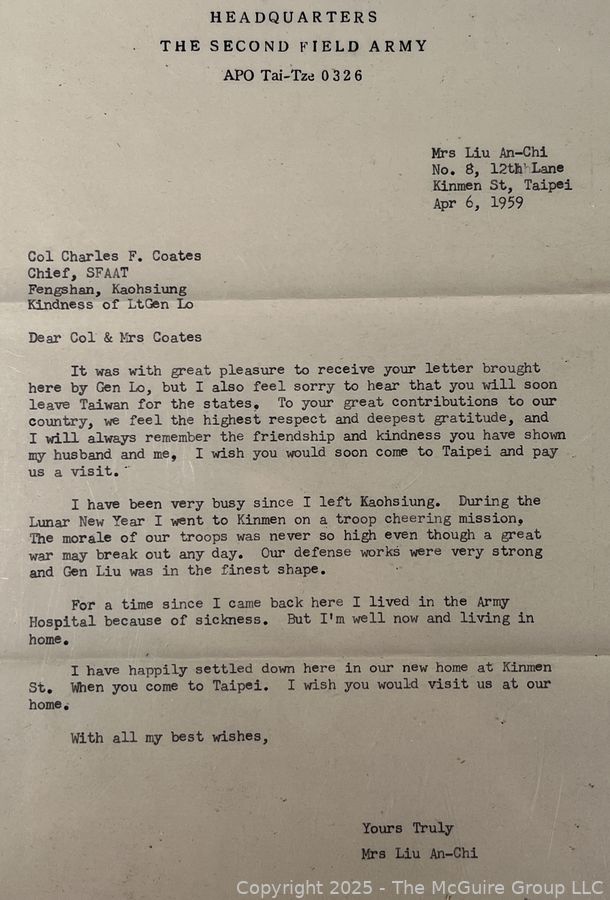 HEADQUARTERS
THE SECOND FIELD ARMY
APO Tai-Tze 0326
Mrs Liu An-Chi
No. 8, 12th Lane
Kinmen St, Taipei
Apr 6, 1959
Col Charles F. Coates
Chief, SFAAT
Fengshan, Kaohsiung
Kindness of LtGen Lo
Dear Col & Mrs Coates
It was with great pleasure to receive your letter brought
here by Gen Lo, but I also feel sorry to hear that you will soon
leave Taiwan for the states. To your great contributions to our
country, we feel the highest respect and deepest gratitude, and
I will always remember the friendship and kindness you have shown
my husband and me, I wish you would soon come to Taipei and pay
us a visit.
I have been very busy since I left Kaohsiung. During the
Lunar New Year I went to Kinmen on a troop cheering mission,
The morale of our troops was never so high even though a great
war may break out any day. Our defense works were very strong
and Gen Liu was in the finest shape.
For a time since I came back here I lived in the Army
Hospital because of sickness. But I'm well now and living in
home.
I have happily settled down here in our new home at Kinmen
St. When you come to Taipei. I wish you would visit us at our
home.
With all my best wishes,
Yours Truly
Mrs Liu An-Chi
Copyright 2025 - The McGuire Group LLC